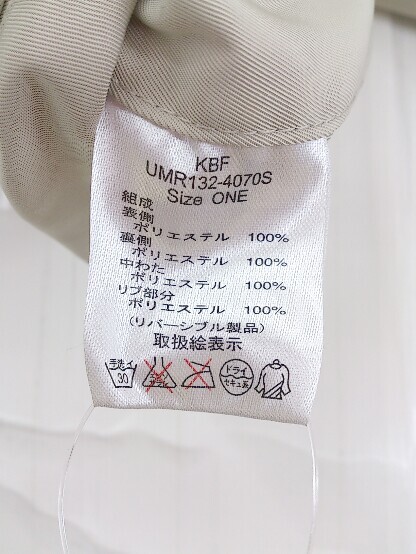 KBF
UMR132-4070S
Size ONE
組成
表側
ポリエステル 100%
裏側
ポリエステル 100%
中わた
ポリエステル 100%
リブ部分
ポリエステル 100%
(リバーシブル製品)
取扱絵表示
手洗イ
30
ドライ
セキユ系